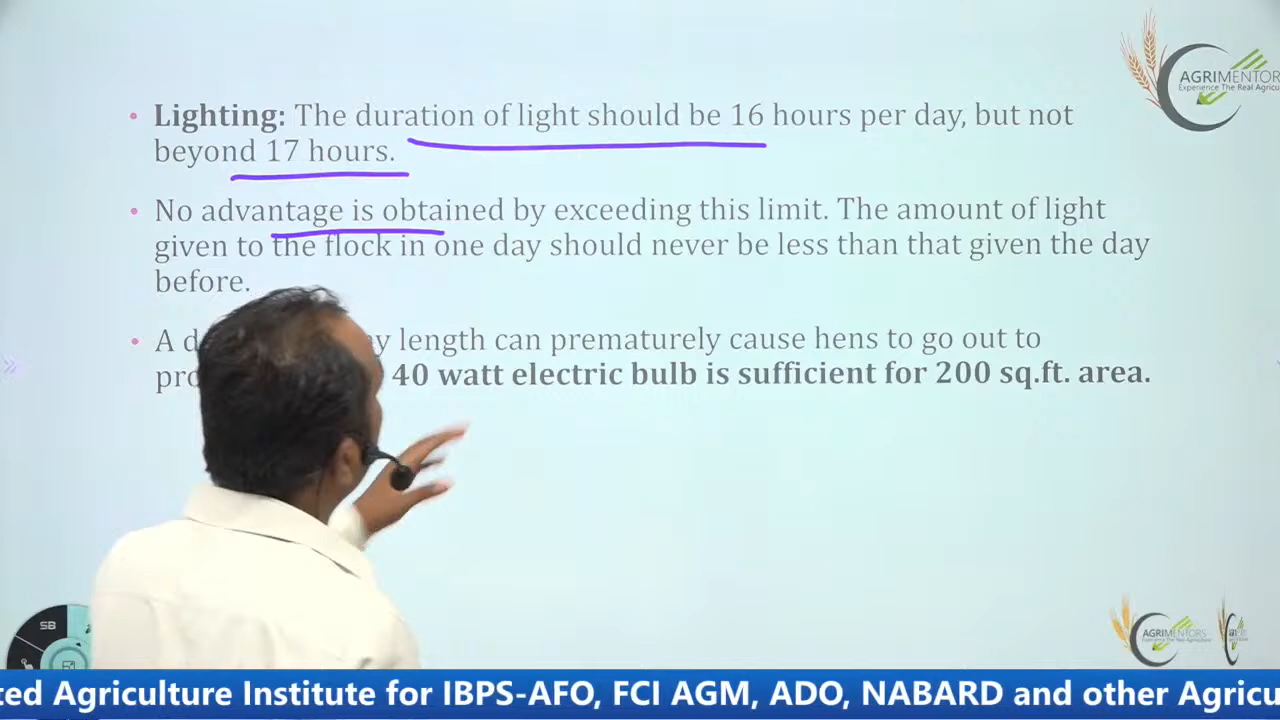 AGRIMENTORS
Experience The Real Agricu
• Lighting: The duration of light should be 16 hours per day, but not
beyond 17 hours.
• No advantage is obtained by exceeding this limit. The amount of light
given to the flock in one day should never be less than that given the day
before.
• A d y length can prematurely cause hens to go out to
pro 40 watt electric bulb is sufficient for 200 sq.ft. area.
SB
AGRIMENTORS
ted Agriculture Institute for IBPS-AFO, FCI AGM, ADO, NABARD and other Agricu